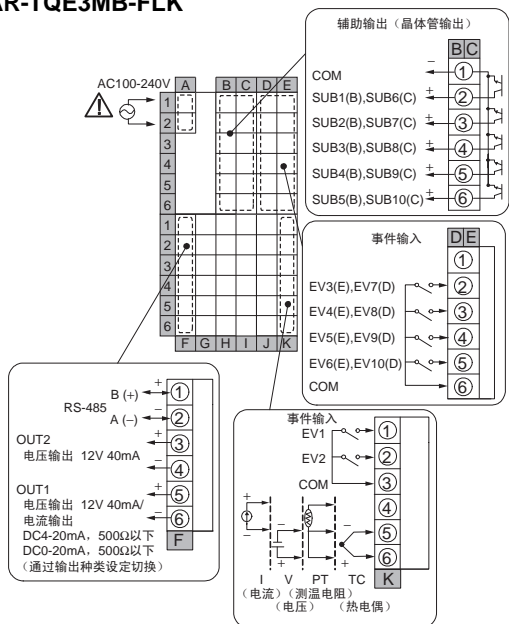 AR-TQE3MB-FLK
辅助输出（晶体管输出）
B C
COM
−
①
SUB1(B),SUB6(C)
+
②
SUB2(B),SUB7(C)
+
③
SUB3(B),SUB8(C)
+
④
SUB4(B),SUB9(C)
+
⑤
SUB5(B),SUB10(C)
+
⑥
AC100-240V
A B C D E
1
2
3
4
5
6
1
2
3
4
5
6
F G H I J K
事件输入
D E
①
EV3(E),EV7(D)
②
EV4(E),EV8(D)
③
EV5(E),EV9(D)
④
EV6(E),EV10(D)
⑤
COM
⑥
RS-485
B (+)
+
①
A (−)
−
②
OUT2
+
③
电压输出 12V 40mA
−
④
OUT1
+
⑤
电压输出 12V 40mA/
电流输出
−
⑥
DC4-20mA，500Ω以下
DC0-20mA，500Ω以下
（通过输出种类设定切换）
F
事件输入
EV1
①
EV2
②
COM
③
④
⑤
⑥
+
−
−
+
−
+
I V PT TC
K
（电流）（测温电阻）
（电压） （热电偶）